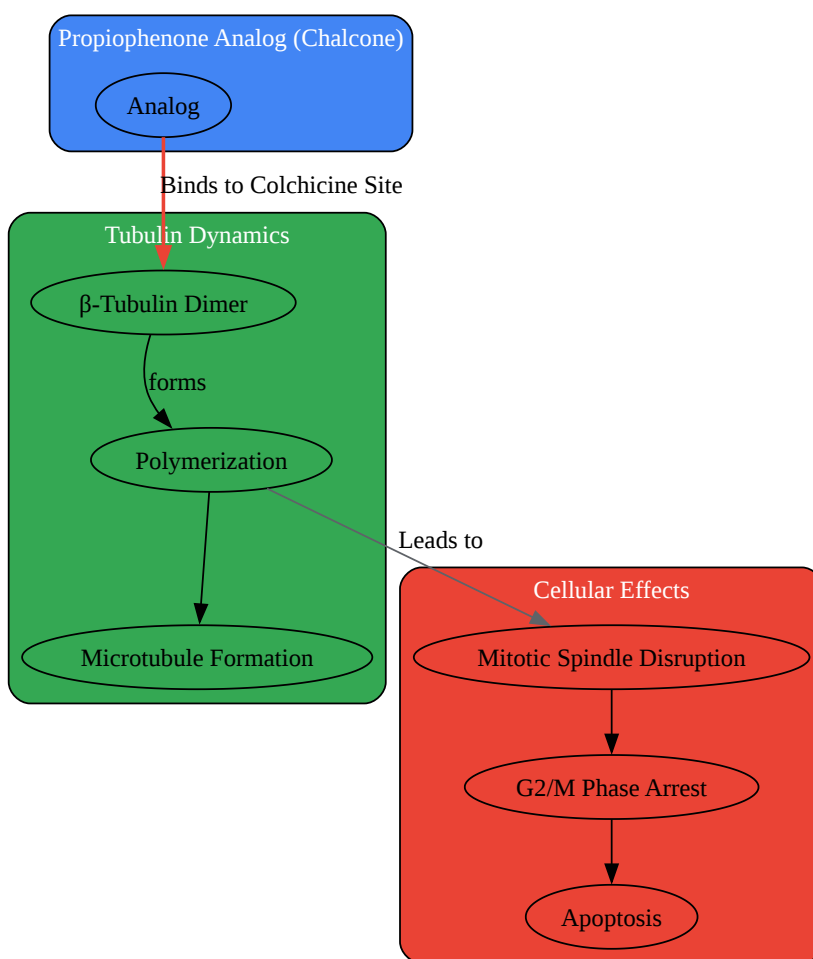 Propiophenone Analog (Chalcone)
Analog
Binds to Colchicine Site
Tubulin Dynamics
β-Tubulin Dimer
forms
Polymerization
Leads to
Cellular Effects
Microtubule Formation
Mitotic Spindle Disruption
G2/M Phase Arrest
Apoptosis